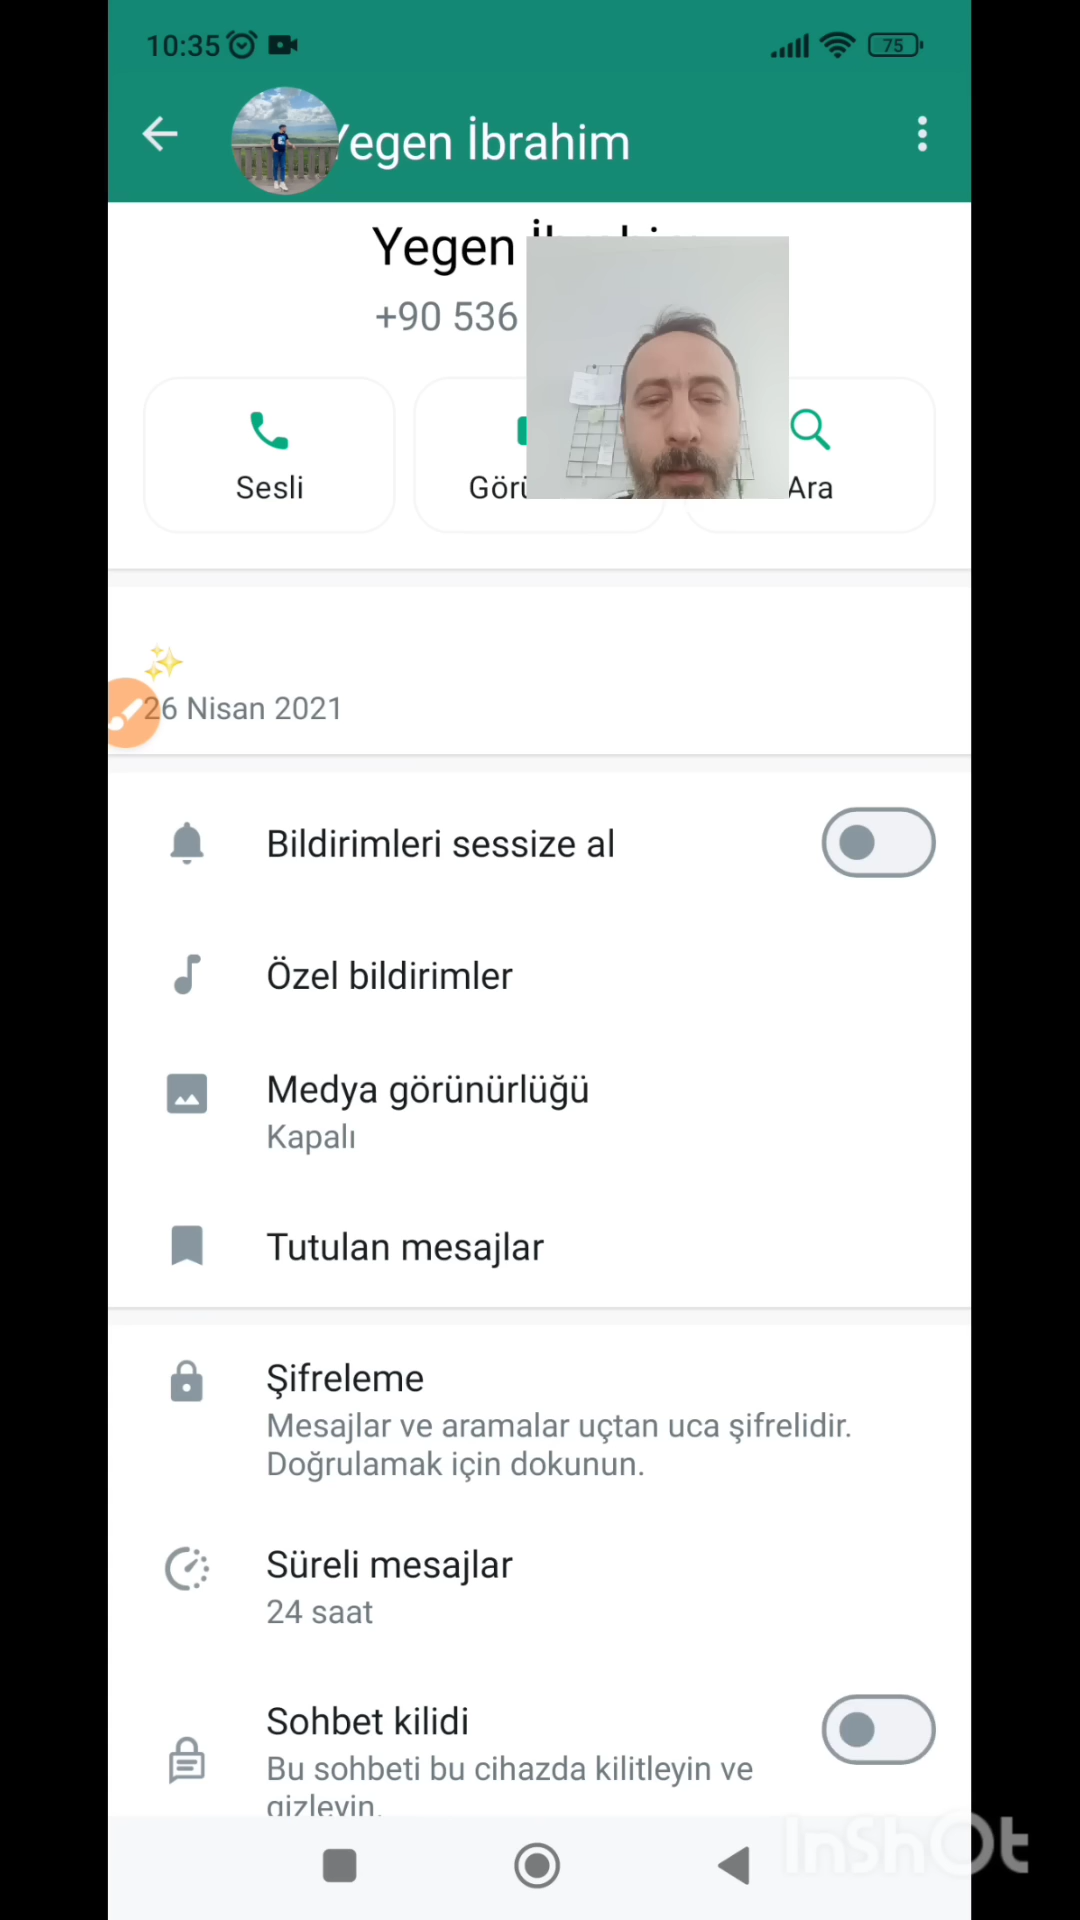 10:35
75
Yegen İbrahim
Yegen
+90 536
Sesli
Ara
✨
26 Nisan 2021
Bildirimleri sessize al
Özel bildirimler
Medya görünürlüğü
Kapalı
Tutulan mesajlar
Şifreleme
Mesajlar ve aramalar uçtan uca şifrelidir.
Doğrulamak için dokunun.
Süreli mesajlar
24 saat
Sohbet kilidi
Bu sohbeti bu cihazda kilitleyin ve
gizleyin.
InShOt